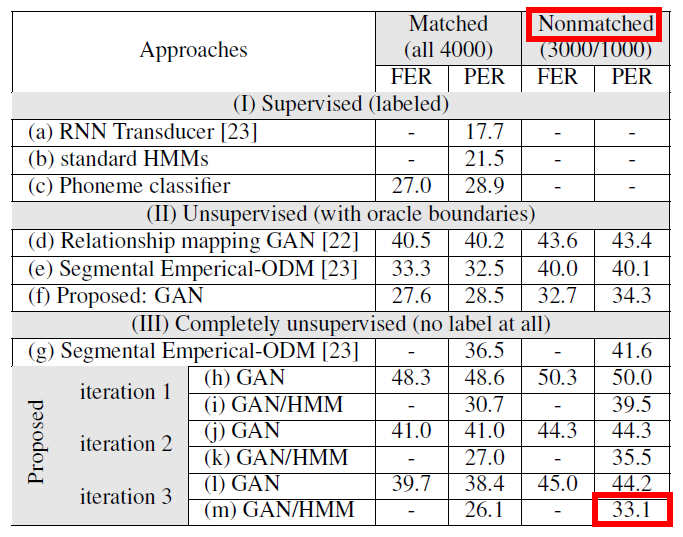 Approaches Matched Nonmatched
(all 4000) (3000/1000)
FER PER FER PER
(I) Supervised (labeled)
(a) RNN Transducer [23] - 17.7 - -
(b) standard HMMs - 21.5 - -
(c) Phoneme classifier 27.0 28.9 - -
(II) Unsupervised (with oracle boundaries)
(d) Relationship mapping GAN [22] 40.5 40.2 43.6 43.4
(e) Segmental Emperical-ODM [23] 33.3 32.5 40.0 40.1
(f) Proposed: GAN 27.6 28.5 32.7 34.3
(III) Completely unsupervised (no label at all)
(g) Segmental Emperical-ODM [23] - 36.5 - 41.6
Proposed
iteration 1 (h) GAN 48.3 48.6 50.3 50.0
(i) GAN/HMM - 30.7 - 39.5
iteration 2 (j) GAN 41.0 41.0 44.3 44.3
(k) GAN/HMM - 27.0 - 35.5
iteration 3 (l) GAN 39.7 38.4 45.0 44.2
(m) GAN/HMM - 26.1 - 33.1